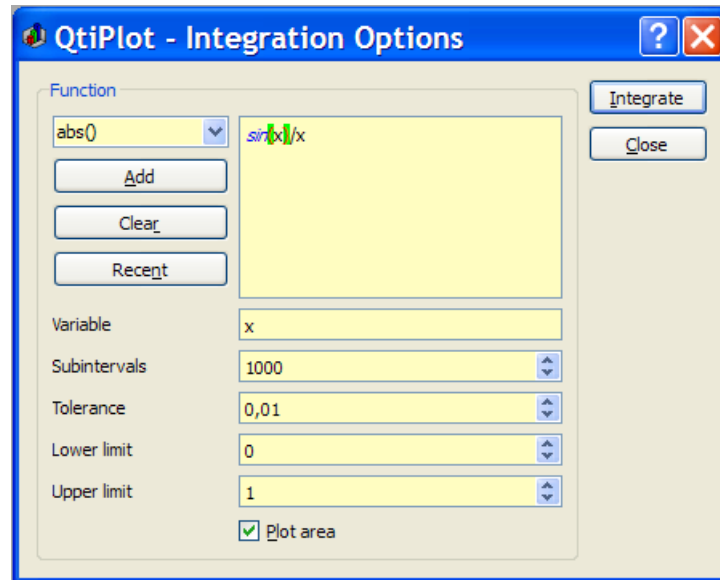 QtiPlot - Integration Options
Function
abs()
sin(x)/x
Integrate
Close
Add
Clear
Recent
Variable
x
Subintervals
1000
Tolerance
0,01
Lower limit
0
Upper limit
1
Plot area